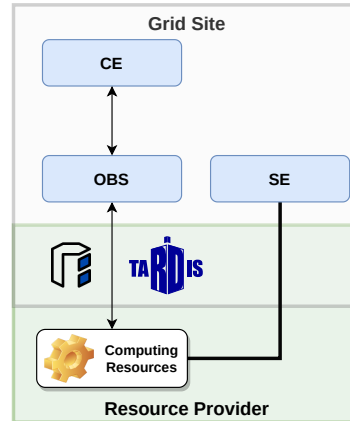 Grid Site
CE
OBS
SE
TARDIS
Computing
Resources
Resource Provider